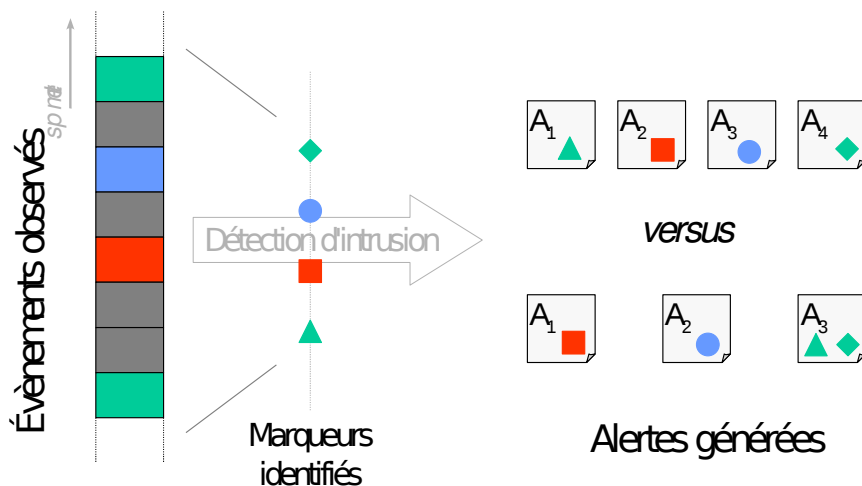 Évènements observés
Détection d'intrusion
Marqueurs
identifiés
A1
A2
A3
A4
versus
A1
A2
A3
Alertes générées